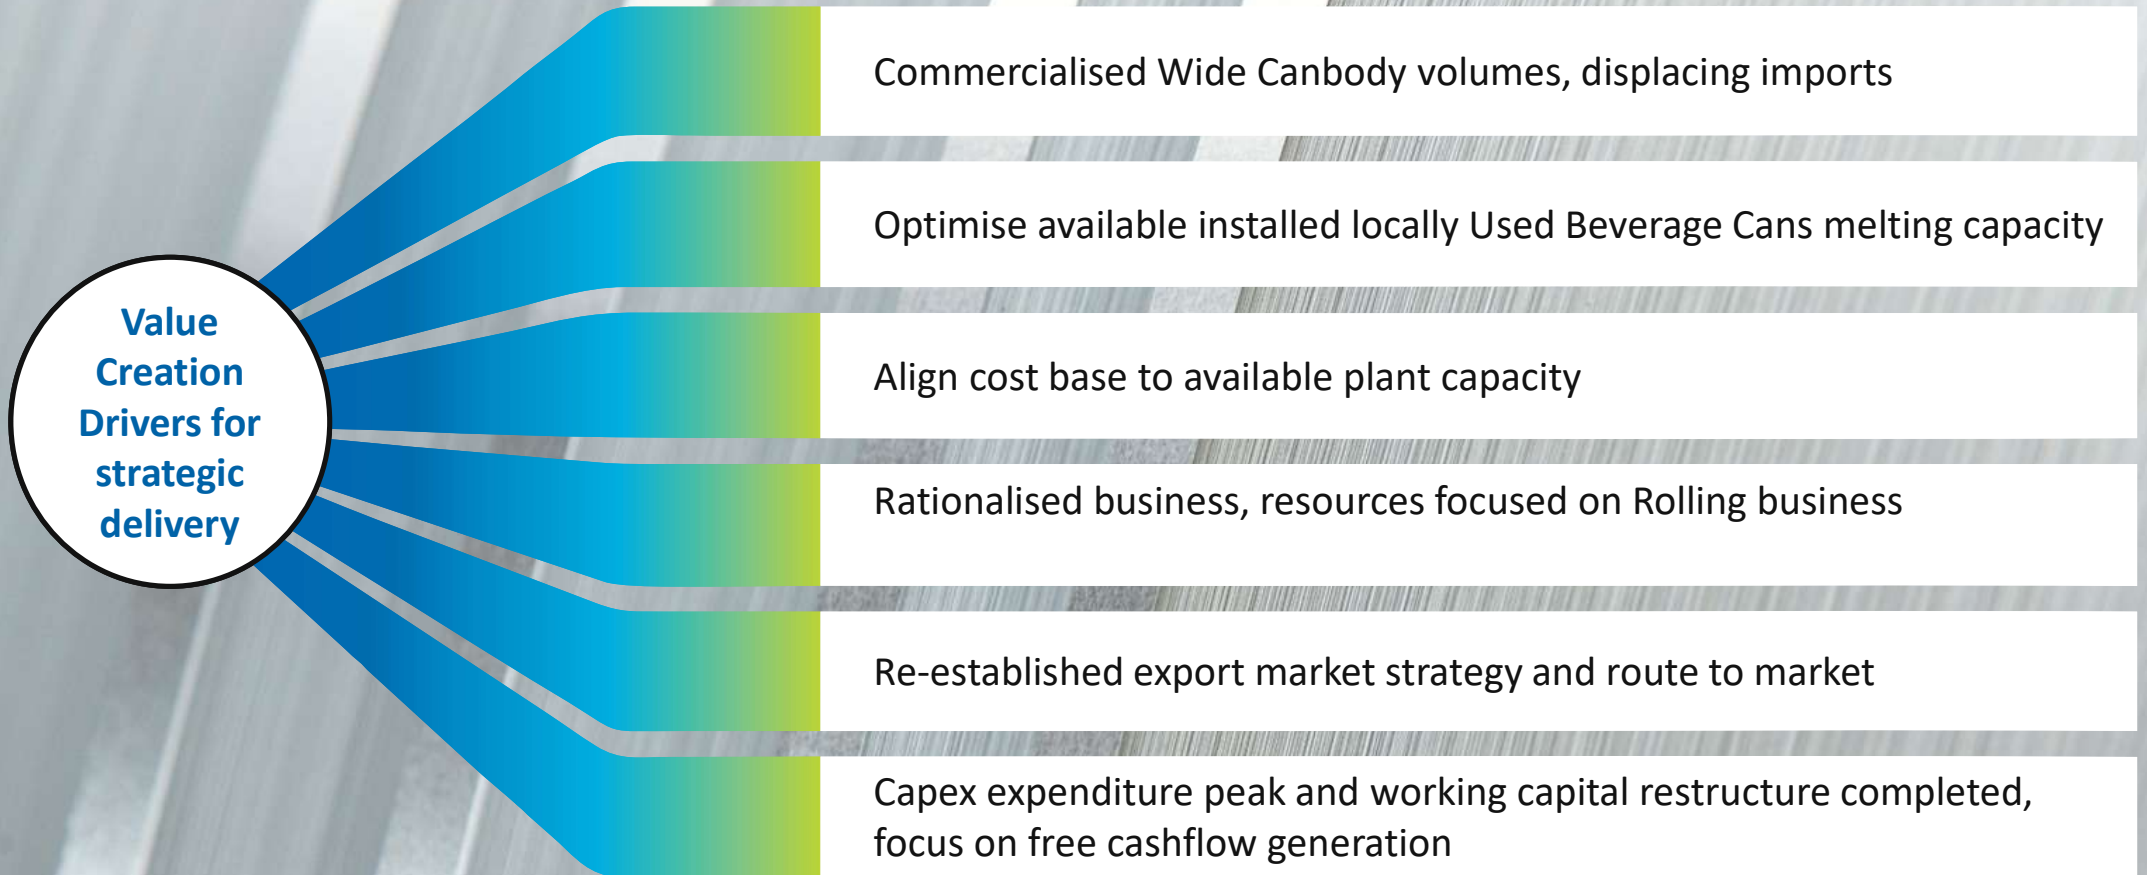 Value
Creation
Drivers for
strategic
delivery
Commercialised Wide Canbody volumes, displacing imports
Optimise available installed locally Used Beverage Cans melting capacity
Align cost base to available plant capacity
Rationalised business, resources focused on Rolling business
Re-established export market strategy and route to market
Capex expenditure peak and working capital restructure completed,
focus on free cashflow generation